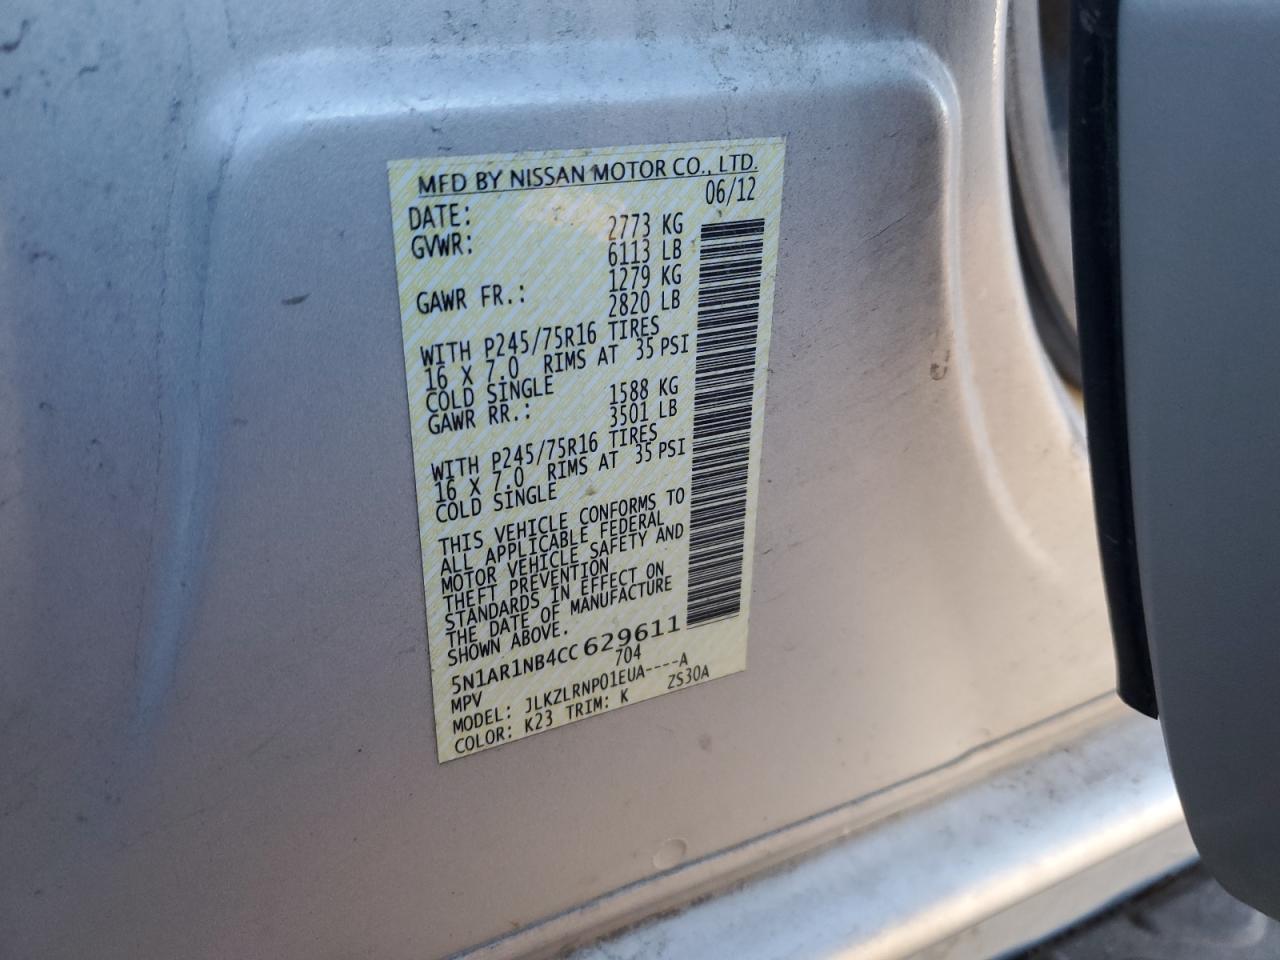 MFD BY NISSAN MOTOR CO., LTD.
DATE: 06/12
GVWR: 2773 KG
6113 LB
GAWR FR.: 1279 KG
2820 LB
WITH P245/75R16 TIRES
16 X 7.0 RIMS AT 35 PSI
COLD SINGLE
GAWR RR.: 1588 KG
3501 LB
WITH P245/75R16 TIRES
16 X 7.0 RIMS AT 35 PSI
COLD SINGLE
THIS VEHICLE CONFORMS TO
ALL APPLICABLE FEDERAL
MOTOR VEHICLE SAFETY AND
THEFT PREVENTION
STANDARDS IN EFFECT ON
THE DATE OF MANUFACTURE
SHOWN ABOVE.
5N1AR1NB4CC 629611
MPV 704
MODEL: JLKZLRNP01EUA----A
COLOR: K23 TRIM: K ZS30A